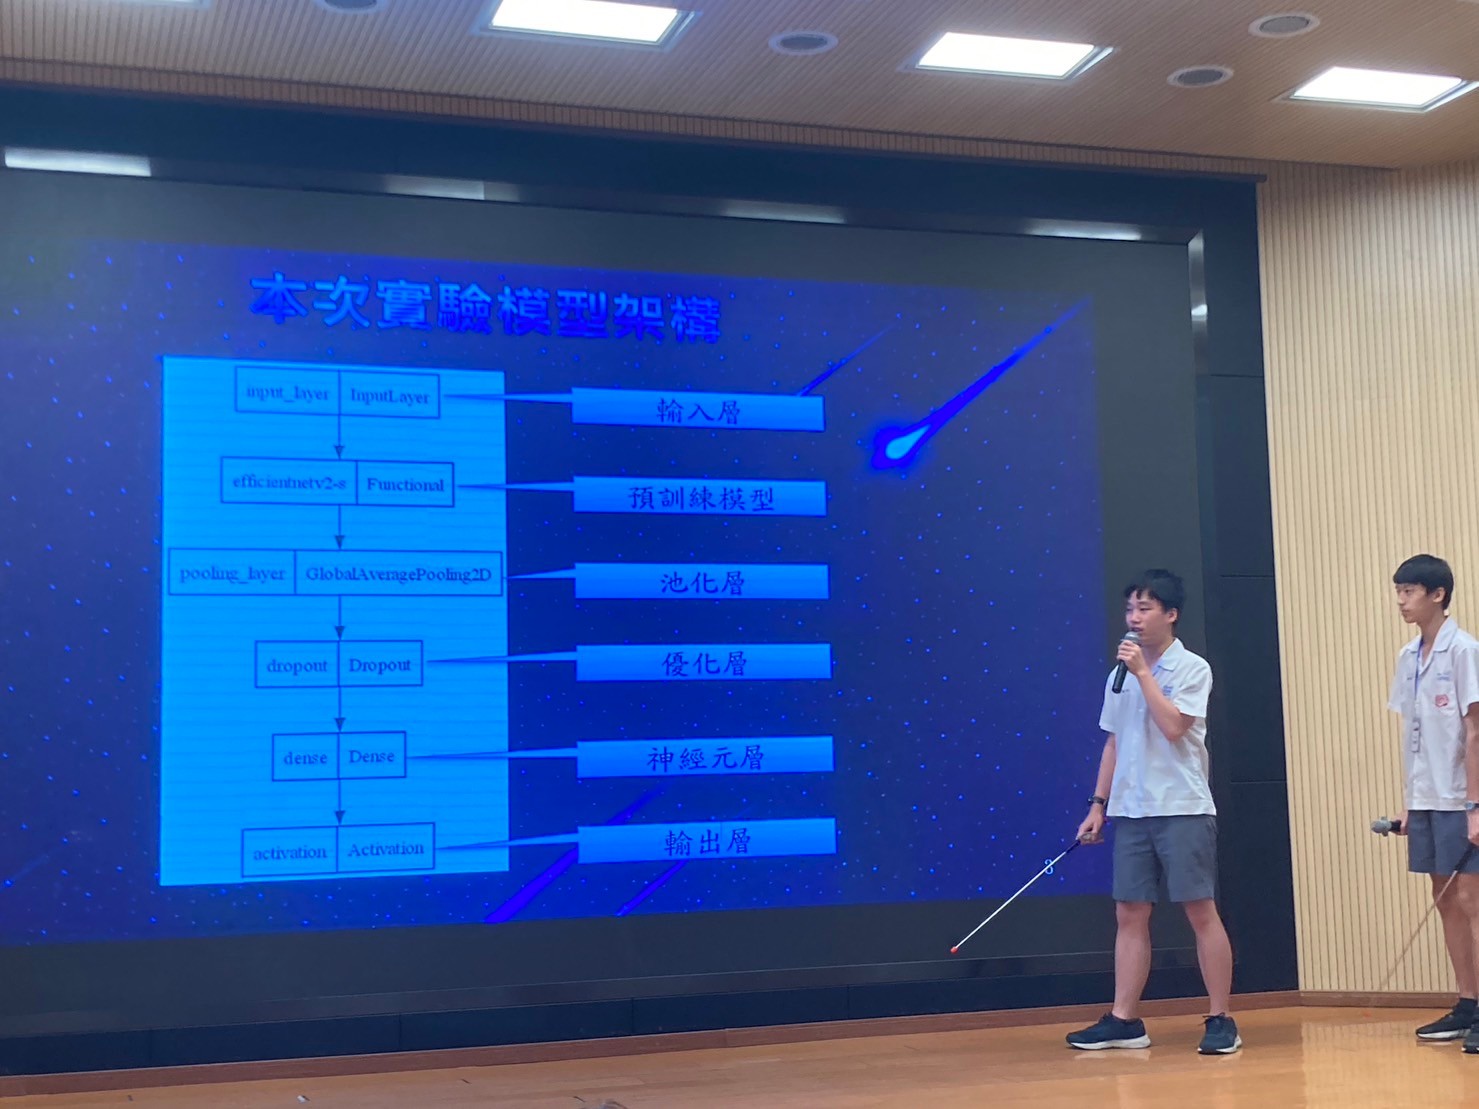 本次實驗模型架構
input_layer InputLayer
輸入層
efficientnetv2-s Functional
預訓練模型
pooling_layer GlobalAveragePooling2D
池化層
dropout Dropout
優化層
dense Dense
神經元層
activation Activation
輸出層
8